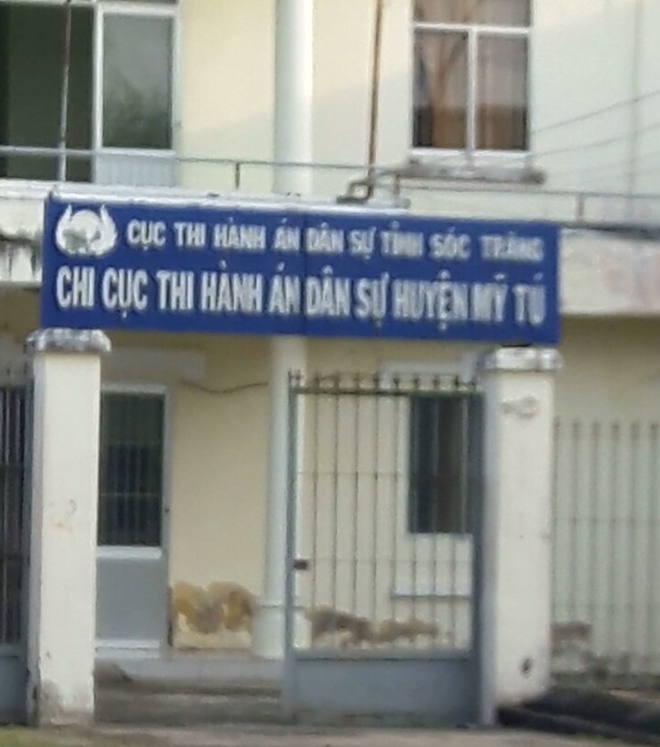 CỤC THI HÀNH ÁN DÂN SỰ TỈNH SÓC TRĂNG
CHI CỤC THI HÀNH ÁN DÂN SỰ HUYỆN MỸ TÚ